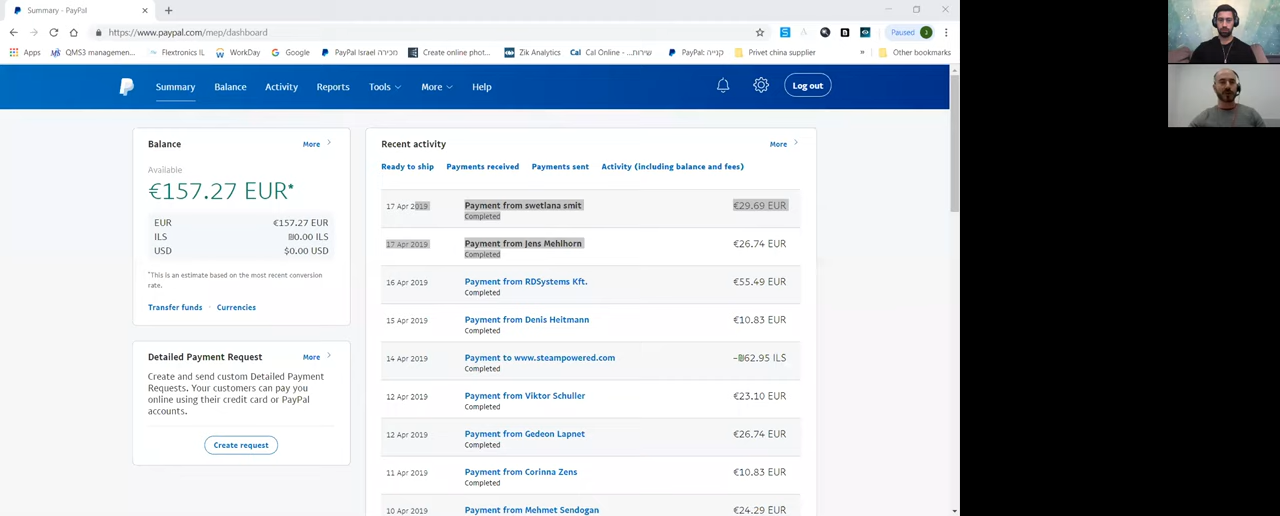 Summary - PayPal
https://www.paypal.com/mep/dashboard
Paused
Apps
QMS3 managemen...
Flextronics IL
WorkDay
Google
PayPal Israel מכירה
Create online phot...
Zik Analytics
Cal Online - ...שירות
PayPal: קנייה
Privet china supplier
»
Other bookmarks
Summary
Balance
Activity
Reports
Tools
More
Help
Log out
Balance
More
Available
€157.27 EUR*
EUR €157.27 EUR
ILS ₪0.00 ILS
USD $0.00 USD
*This is an estimate based on the most recent conversion
rate.
Transfer funds · Currencies
Detailed Payment Request
More
Create and send custom Detailed Payment
Requests. Your customers can pay you
online using their credit card or PayPal
accounts.
Create request
Recent activity
More
Ready to ship
Payments received
Payments sent
Activity (including balance and fees)
17 Apr 2019 Payment from swetlana smit €29.69 EUR
Completed
17 Apr 2019 Payment from Jens Mehlhorn €26.74 EUR
Completed
16 Apr 2019 Payment from RDSystems Kft. €55.49 EUR
Completed
15 Apr 2019 Payment from Denis Heitmann €10.83 EUR
Completed
14 Apr 2019 Payment to www.steampowered.com -₪62.95 ILS
Completed
12 Apr 2019 Payment from Viktor Schuller €23.10 EUR
Completed
12 Apr 2019 Payment from Gedeon Lapnet €26.74 EUR
Completed
11 Apr 2019 Payment from Corinna Zens €10.83 EUR
Completed
10 Apr 2019 Payment from Mehmet Sendogan €24.29 EUR